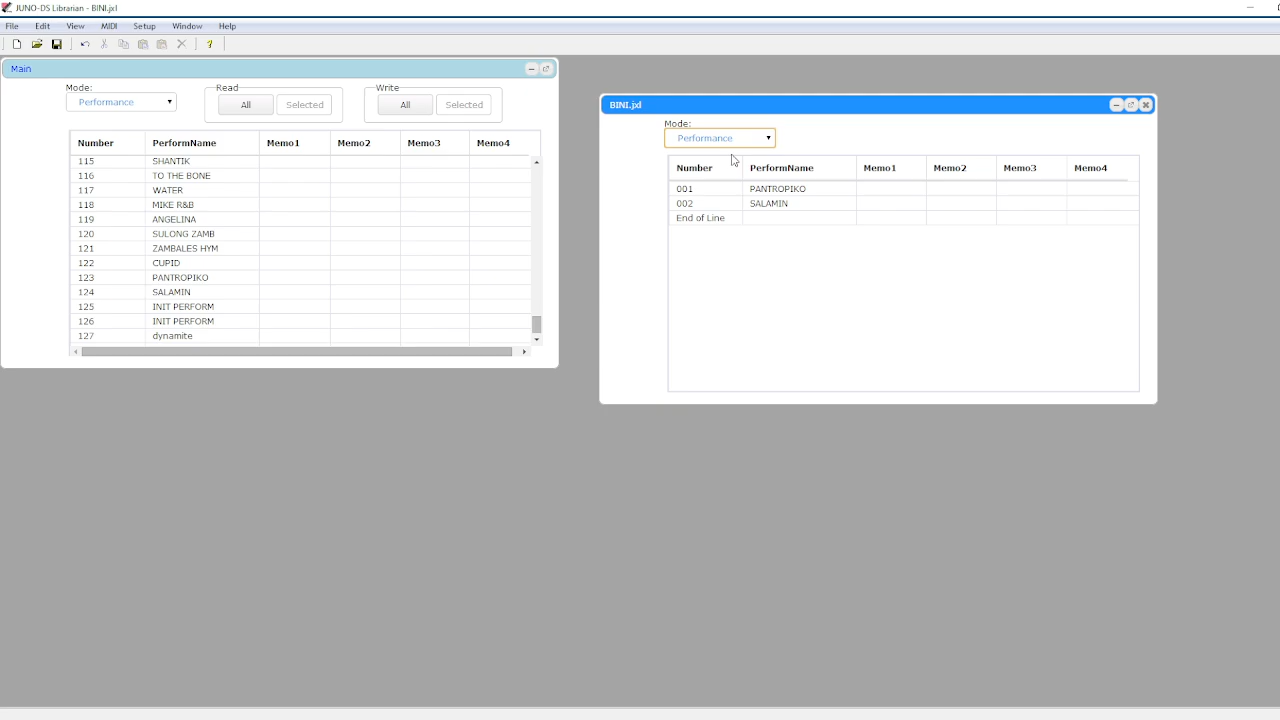 JUNO-DS Librarian - BINI.jxl
File Edit View MIDI Setup Window Help
?
Main
Mode:
Performance
Read
All Selected
Write
All Selected
Number PerformName Memo1 Memo2 Memo3 Memo4
115 SHANTIK
116 TO THE BONE
117 WATER
118 MIKE R&B
119 ANGELINA
120 SULONG ZAMB
121 ZAMBALES HYM
122 CUPID
123 PANTROPIKO
124 SALAMIN
125 INIT PERFORM
126 INIT PERFORM
127 dynamite
BINI.jxl
Mode:
Performance
Number PerformName Memo1 Memo2 Memo3 Memo4
001 PANTROPIKO
002 SALAMIN
End of Line